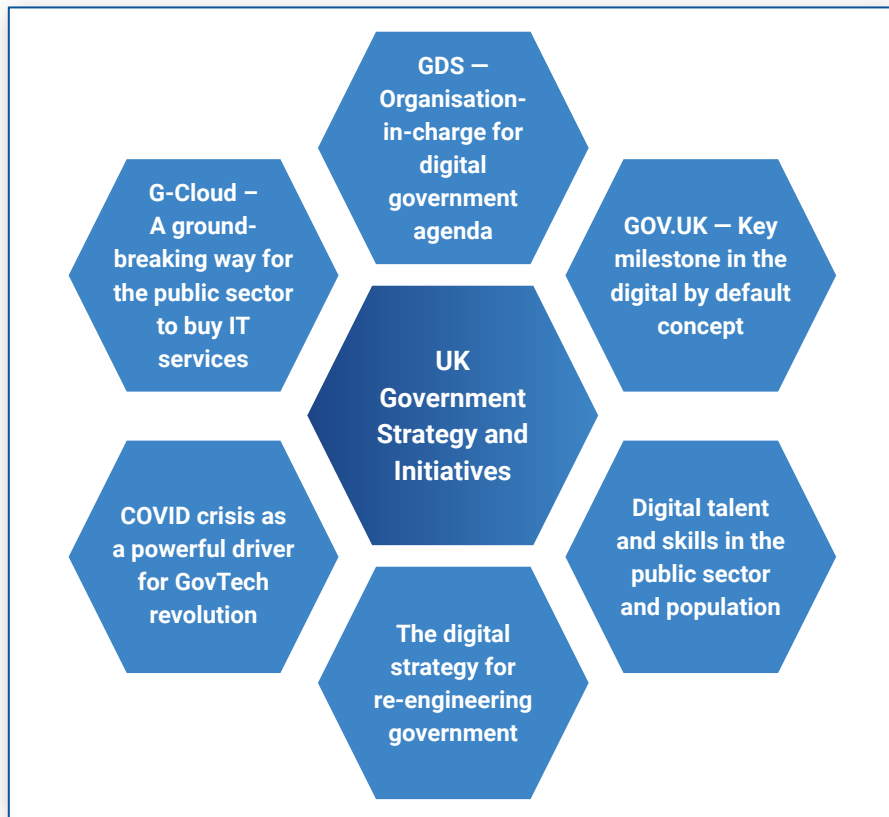 GDS —
Organisation-
in-charge for
digital
government
agenda
G-Cloud –
A ground-
breaking way for
the public sector
to buy IT
services
GOV.UK — Key
milestone in the
digital by default
concept
UK
Government
Strategy and
Initiatives
COVID crisis as
a powerful driver
for GovTech
revolution
Digital talent
and skills in the
public sector
and population
The digital
strategy for
re-engineering
government